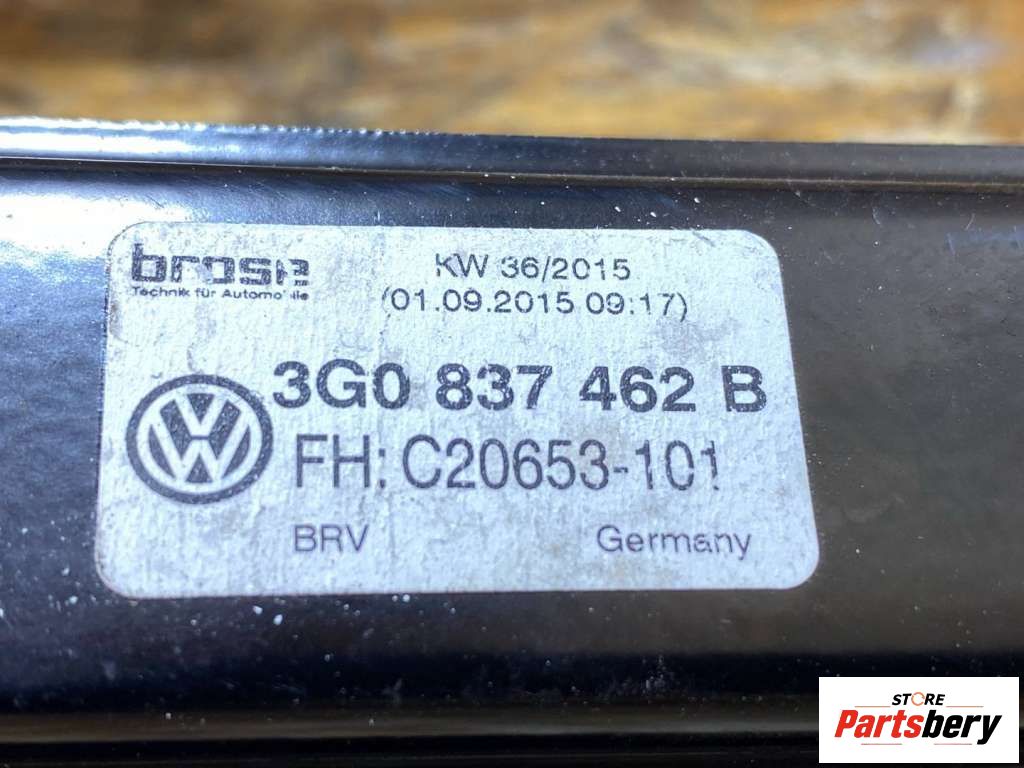 brose
Technik für Automobile
KW 36/2015
(01.09.2015 09:17)
3G0 837 462 B
FH: C20653-101
BRV
Germany
STORE
Partsbery